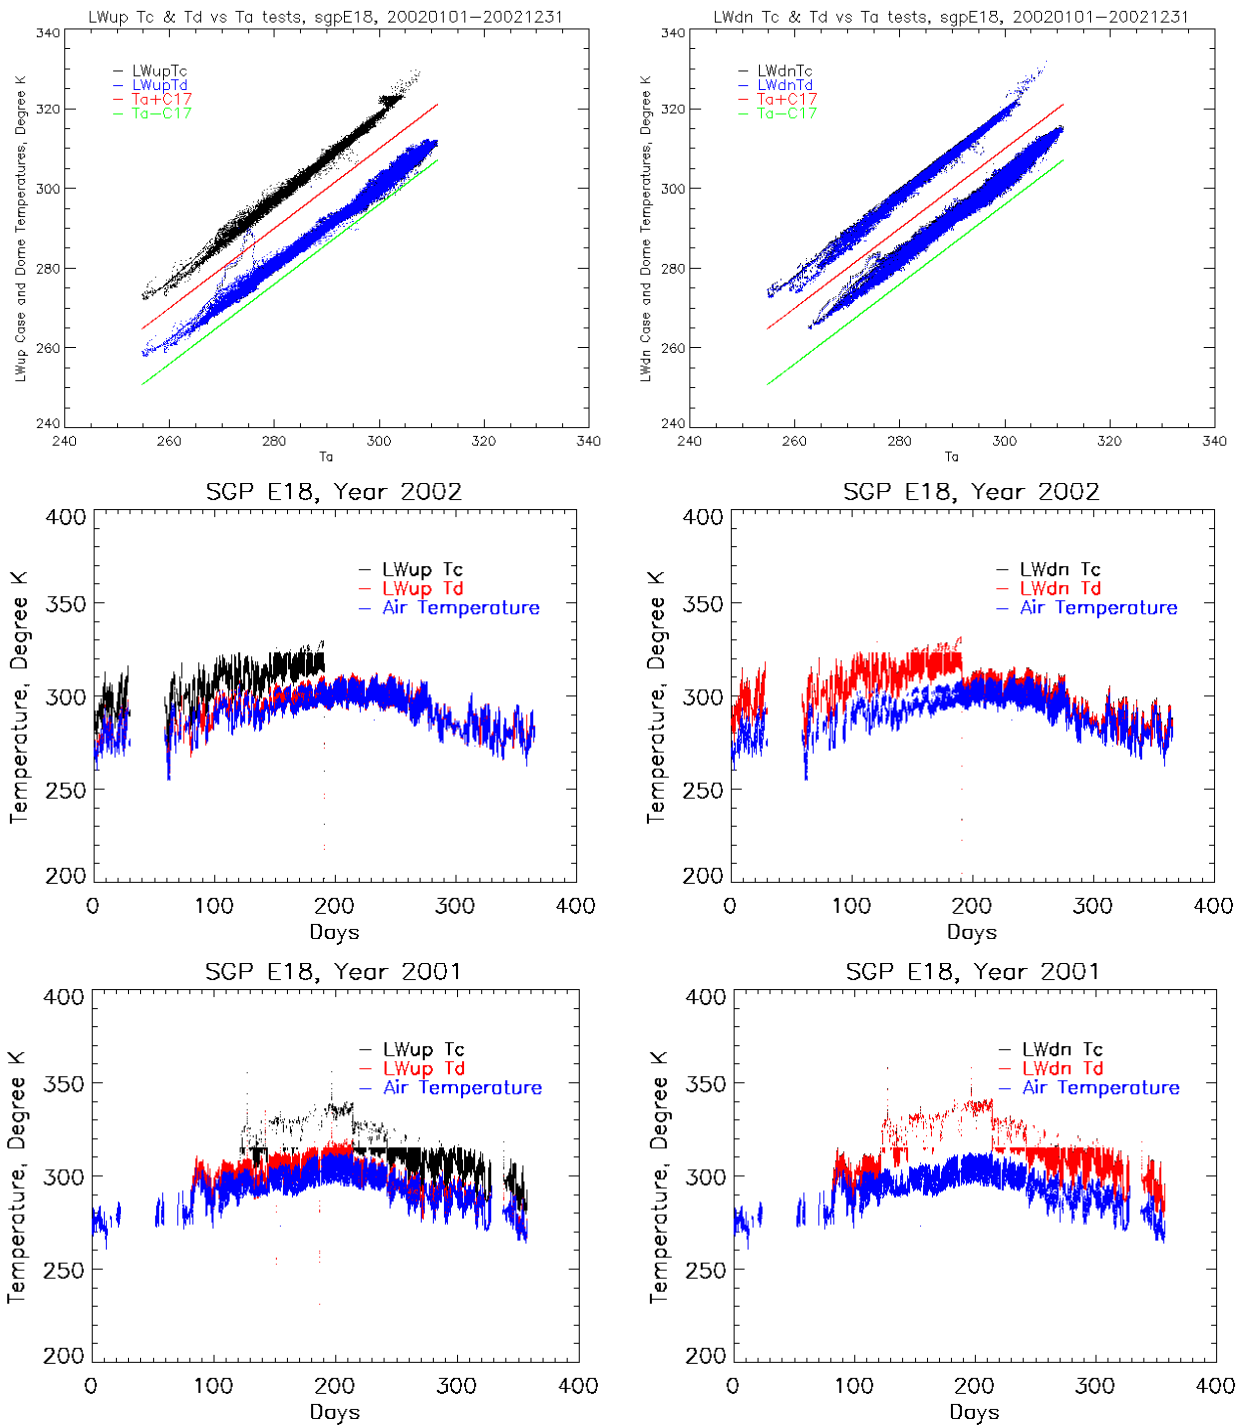 LWup Tc & Td vs Ta tests, sgpE18, 20020101-20021231
LWup Case and Dome Temperatures, Degree K
340
320
300
280
260
240
LWupTc
LWupTd
Ta+C17
Ta-C17
240 260 280 300 320 340
Ta
LWdn Tc & Td vs Ta tests, sgpE18, 20020101-20021231
LWdn Case and Dome Temperatures, Degree K
340
320
300
280
260
240
LWdnTc
LWdnTd
Ta+C17
Ta-C17
240 260 280 300 320 340
Ta
SGP E18, Year 2002
Temperature, Degree K
400
350
300
250
200
LWup Tc
LWup Td
Air Temperature
0 100 200 300 400
Days
SGP E18, Year 2002
Temperature, Degree K
400
350
300
250
200
LWdn Tc
LWdn Td
Air Temperature
0 100 200 300 400
Days
SGP E18, Year 2001
Temperature, Degree K
400
350
300
250
200
LWup Tc
LWup Td
Air Temperature
0 100 200 300 400
Days
SGP E18, Year 2001
Temperature, Degree K
400
350
300
250
200
LWdn Tc
LWdn Td
Air Temperature
0 100 200 300 400
Days